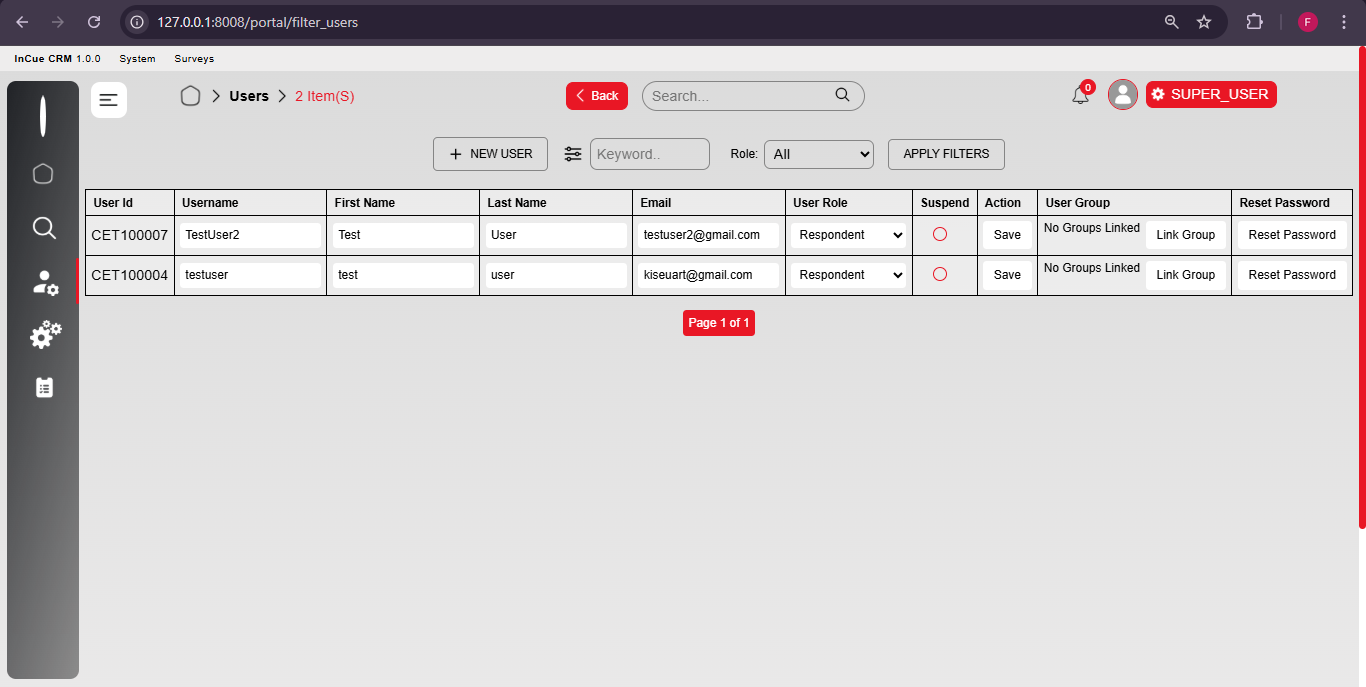 127.0.0.1:8008/portal/filter_users
F
InCue CRM 1.0.0 System Surveys
Users 2 Item(S) Back Search... 0 SUPER_USER
NEW USER Keyword.. Role: All APPLY FILTERS
User Id Username First Name Last Name Email User Role Suspend Action User Group Reset Password
CET100007 TestUser2 Test User testuser2@gmail.com Respondent Save No Groups Linked Link Group Reset Password
CET100004 testuser test user kiseuart@gmail.com Respondent Save No Groups Linked Link Group Reset Password
Page 1 of 1